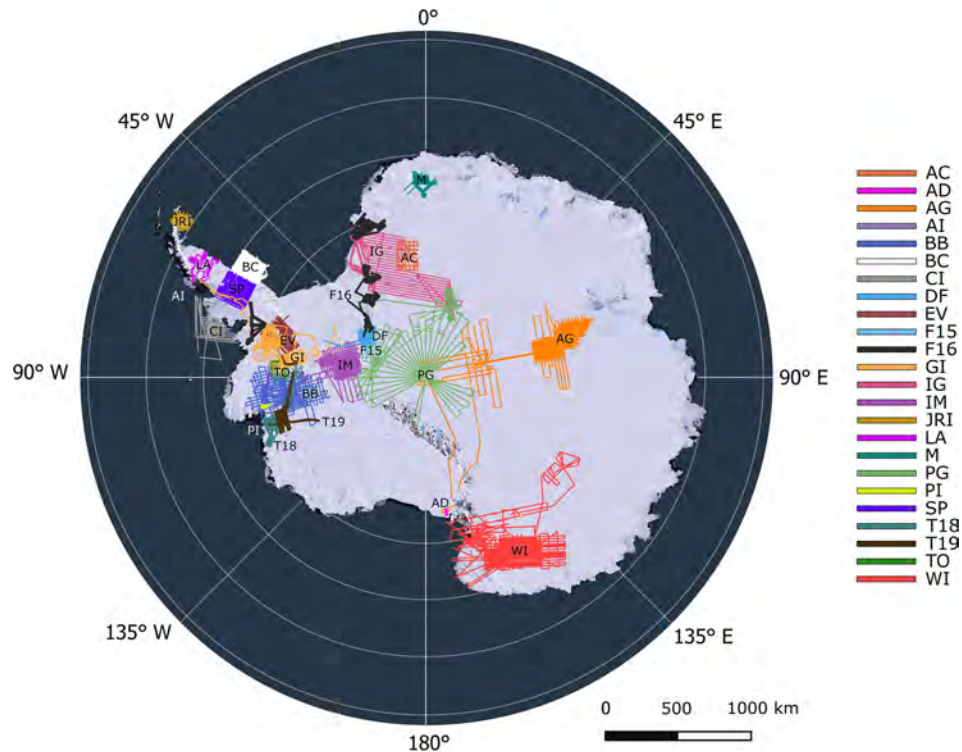 0°
45° W
45° E
90° W
90° E
135° W
135° E
180°
M
JRI
LA
BC
SP
AI
CI
IG
AC
F16
DF
F15
EV
GI
TO
IM
BB
PG
AG
PI
T18
T19
AD
WI
AC
AD
AG
AI
BB
BC
CI
DF
EV
F15
F16
GI
IG
IM
JRI
LA
M
PG
PI
SP
T18
T19
TO
WI
0 500 1000 km